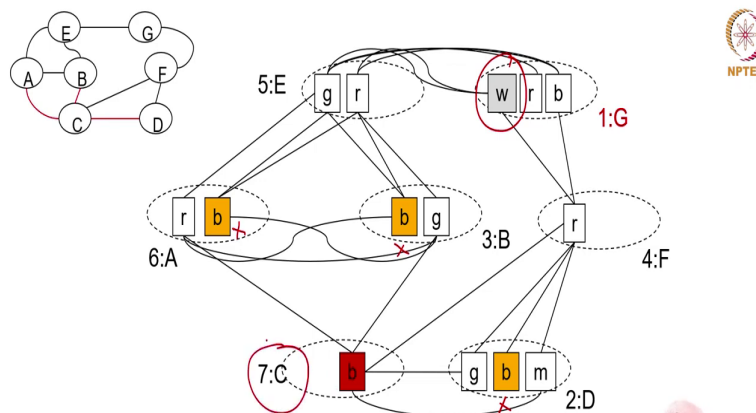 E G
A B F
C D
5:E g r
w r b 1:G
6:A r b
b g 3:B
r 4:F
7:C b
g b m 2:D
NPTE